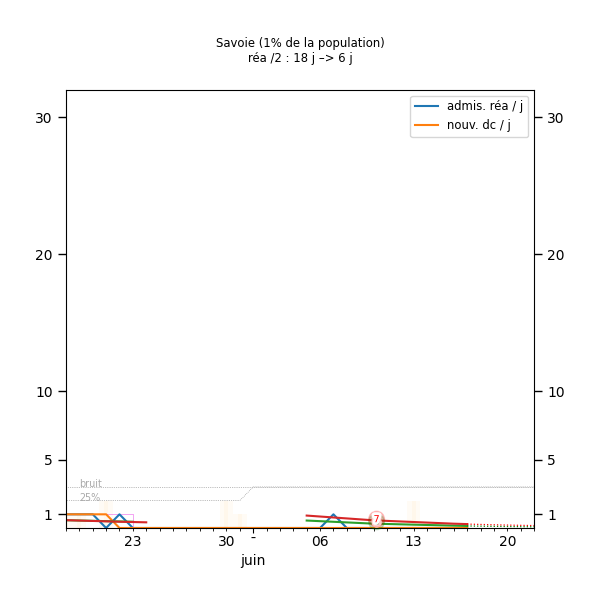 Savoie (1% de la population)
réa /2 : 18 j –> 6 j
admis. réa / j
nouv. dc / j
30 30
20 20
10 10
5 5
bruit
25%
1 1
7
23 30 - 06 13 20
juin